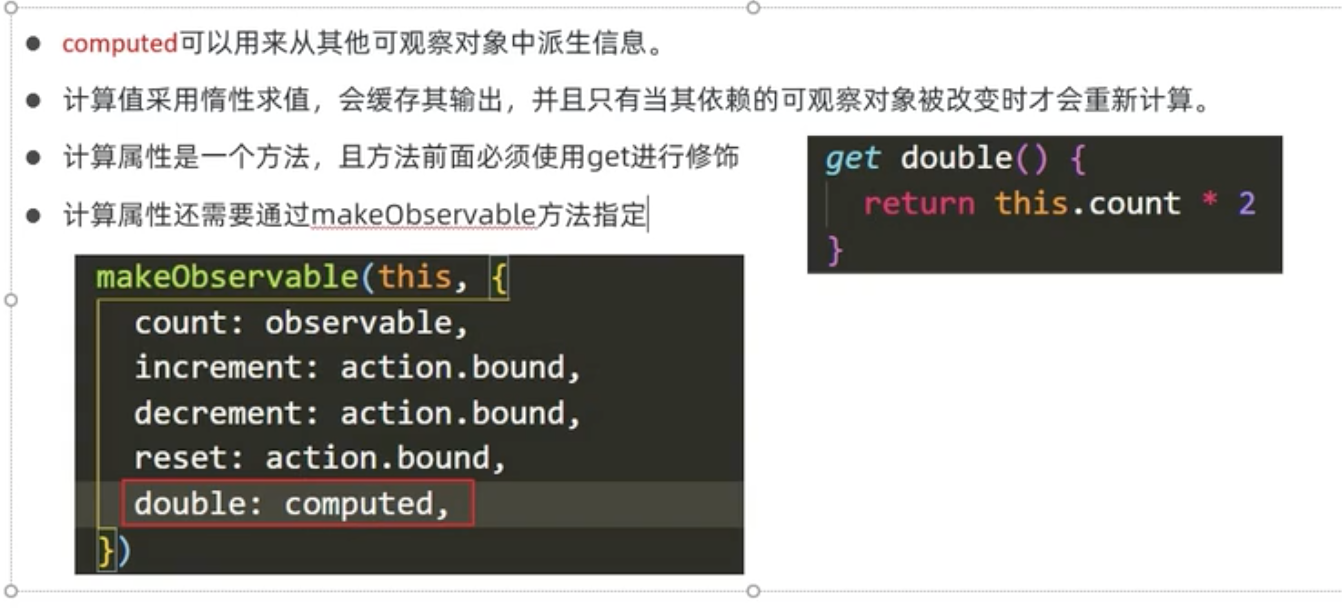 computed可以用来从其他可观察对象中派生信息。
计算值采用惰性求值，会缓存其输出，并且只有当其依赖的可观察对象被改变时才会重新计算。
计算属性是一个方法，且方法前面必须使用get进行修饰
get double() {
return this.count * 2
}
计算属性还需要通过makeObservable方法指定
makeObservable(this, {
count: observable,
increment: action.bound,
decrement: action.bound,
reset: action.bound,
double: computed,
})